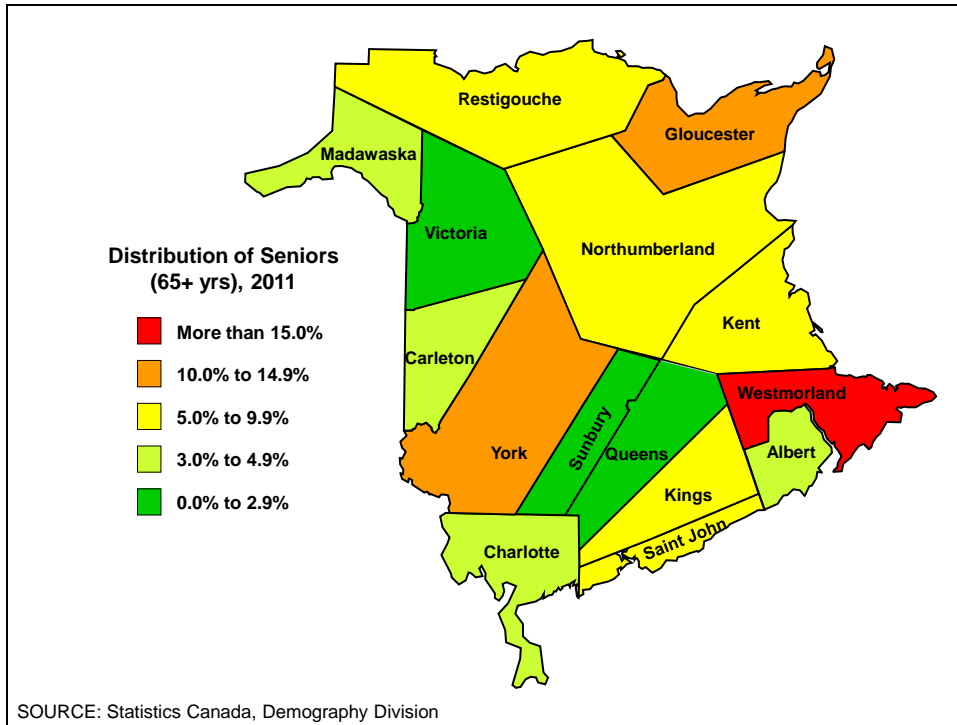 Restigouche
Gloucester
Madawaska
Victoria
Northumberland
Distribution of Seniors
(65+ yrs), 2011
More than 15.0%
10.0% to 14.9%
5.0% to 9.9%
3.0% to 4.9%
0.0% to 2.9%
Kent
Carleton
Westmorland
York
Sunbury
Queens
Albert
Kings
Saint John
Charlotte
SOURCE: Statistics Canada, Demography Division